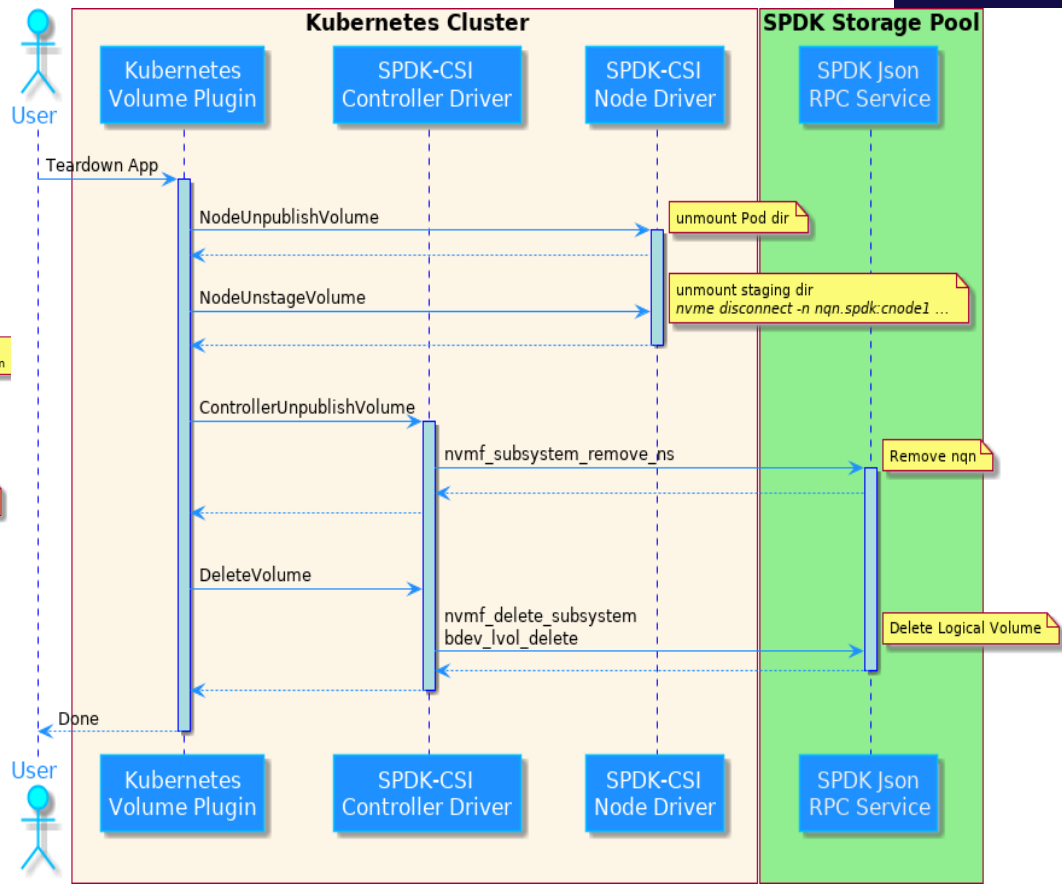 Kubernetes Cluster
SPDK Storage Pool
User
Kubernetes
Volume Plugin
SPDK-CSI
Controller Driver
SPDK-CSI
Node Driver
SPDK Json
RPC Service
Teardown App
NodeUnpublishVolume
unmount Pod dir
NodeUnstageVolume
unmount staging dir
nvme disconnect -n nqn.spdk:cnode1 ...
ControllerUnpublishVolume
nvmf_subsystem_remove_ns
Remove nqn
DeleteVolume
nvmf_delete_subsystem
bdev_lvol_delete
Delete Logical Volume
Done
User
Kubernetes
Volume Plugin
SPDK-CSI
Controller Driver
SPDK-CSI
Node Driver
SPDK Json
RPC Service